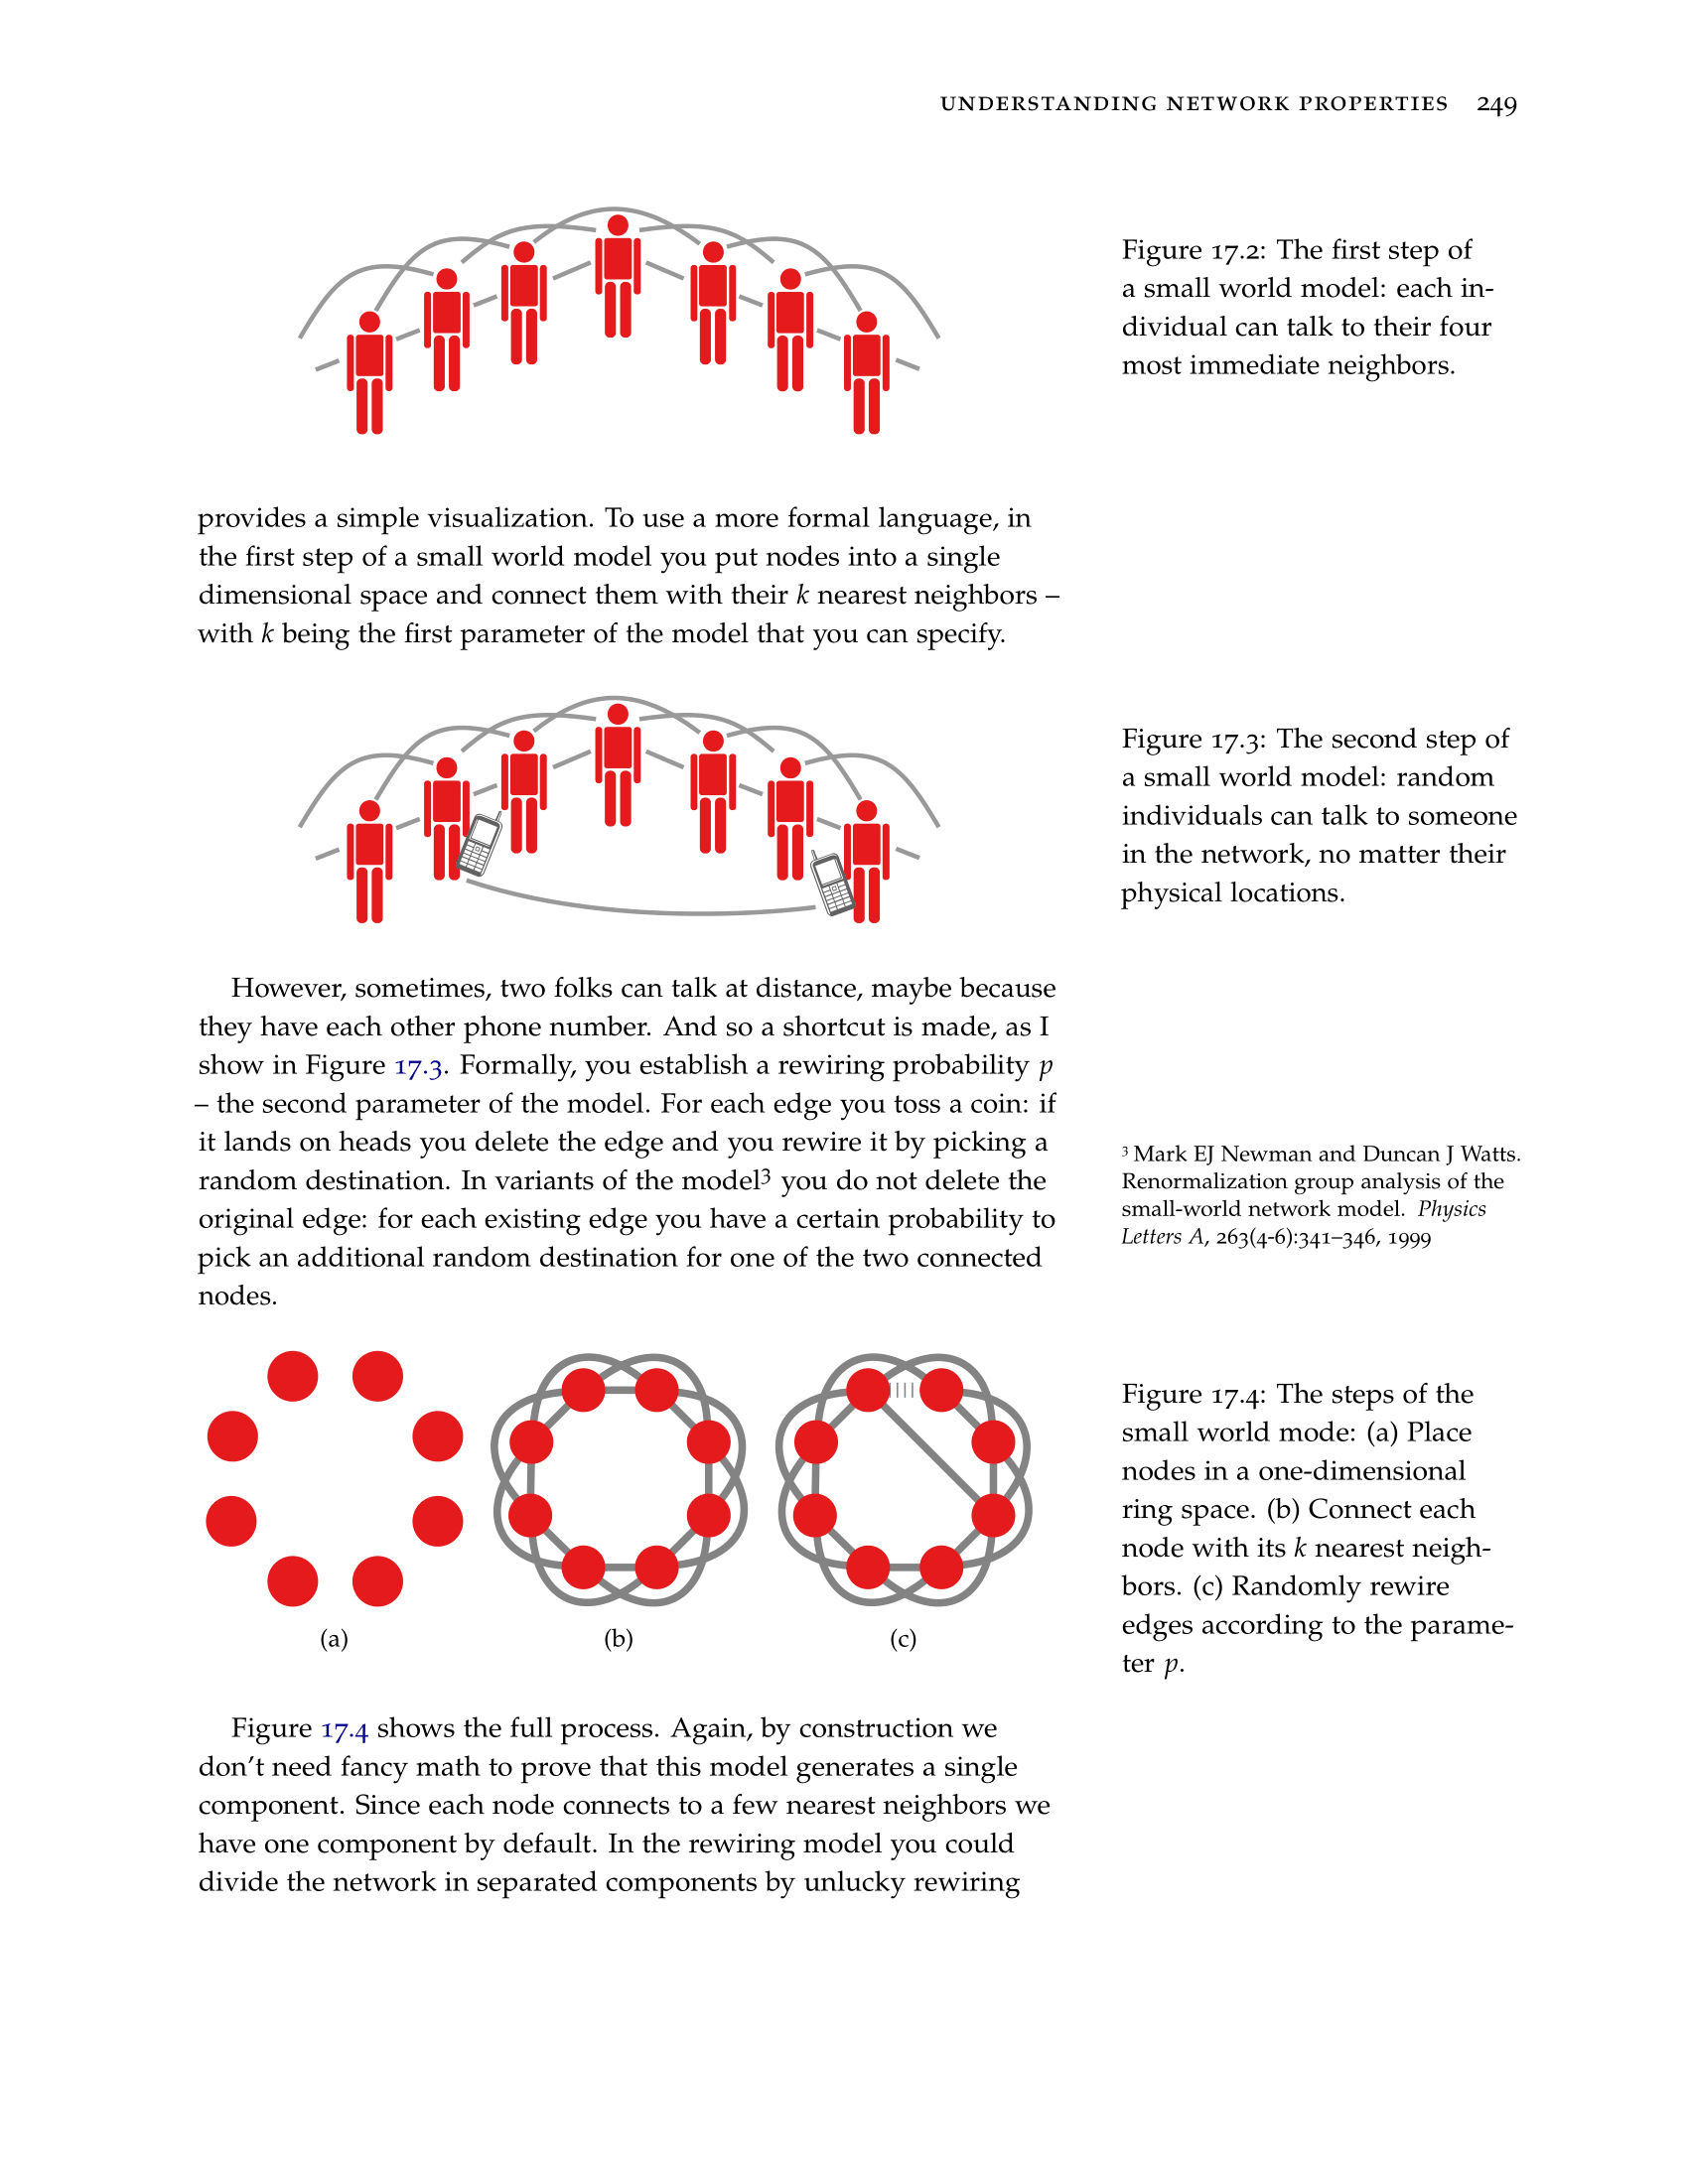 UNDERSTANDING NETWORK PROPERTIES 249
Figure 17.2: The first step of
a small world model: each in-
dividual can talk to their four
most immediate neighbors.
provides a simple visualization. To use a more formal language, in
the first step of a small world model you put nodes into a single
dimensional space and connect them with their k nearest neighbors –
with k being the first parameter of the model that you can specify.
Figure 17.3: The second step of
a small world model: random
individuals can talk to someone
in the network, no matter their
physical locations.
However, sometimes, two folks can talk at distance, maybe because
they have each other phone number. And so a shortcut is made, as I
show in Figure 17.3. Formally, you establish a rewiring probability p
– the second parameter of the model. For each edge you toss a coin: if
it lands on heads you delete the edge and you rewire it by picking a
random destination. In variants of the model³ you do not delete the
original edge: for each existing edge you have a certain probability to
pick an additional random destination for one of the two connected
nodes.
³ Mark EJ Newman and Duncan J Watts.
Renormalization group analysis of the
small-world network model. Physics
Letters A, 263(4-6):341–346, 1999
(a)
(b)
(c)
Figure 17.4: The steps of the
small world mode: (a) Place
nodes in a one-dimensional
ring space. (b) Connect each
node with its k nearest neigh-
bors. (c) Randomly rewire
edges according to the parame-
ter p.
Figure 17.4 shows the full process. Again, by construction we
don't need fancy math to prove that this model generates a single
component. Since each node connects to a few nearest neighbors we
have one component by default. In the rewiring model you could
divide the network in separated components by unlucky rewiring